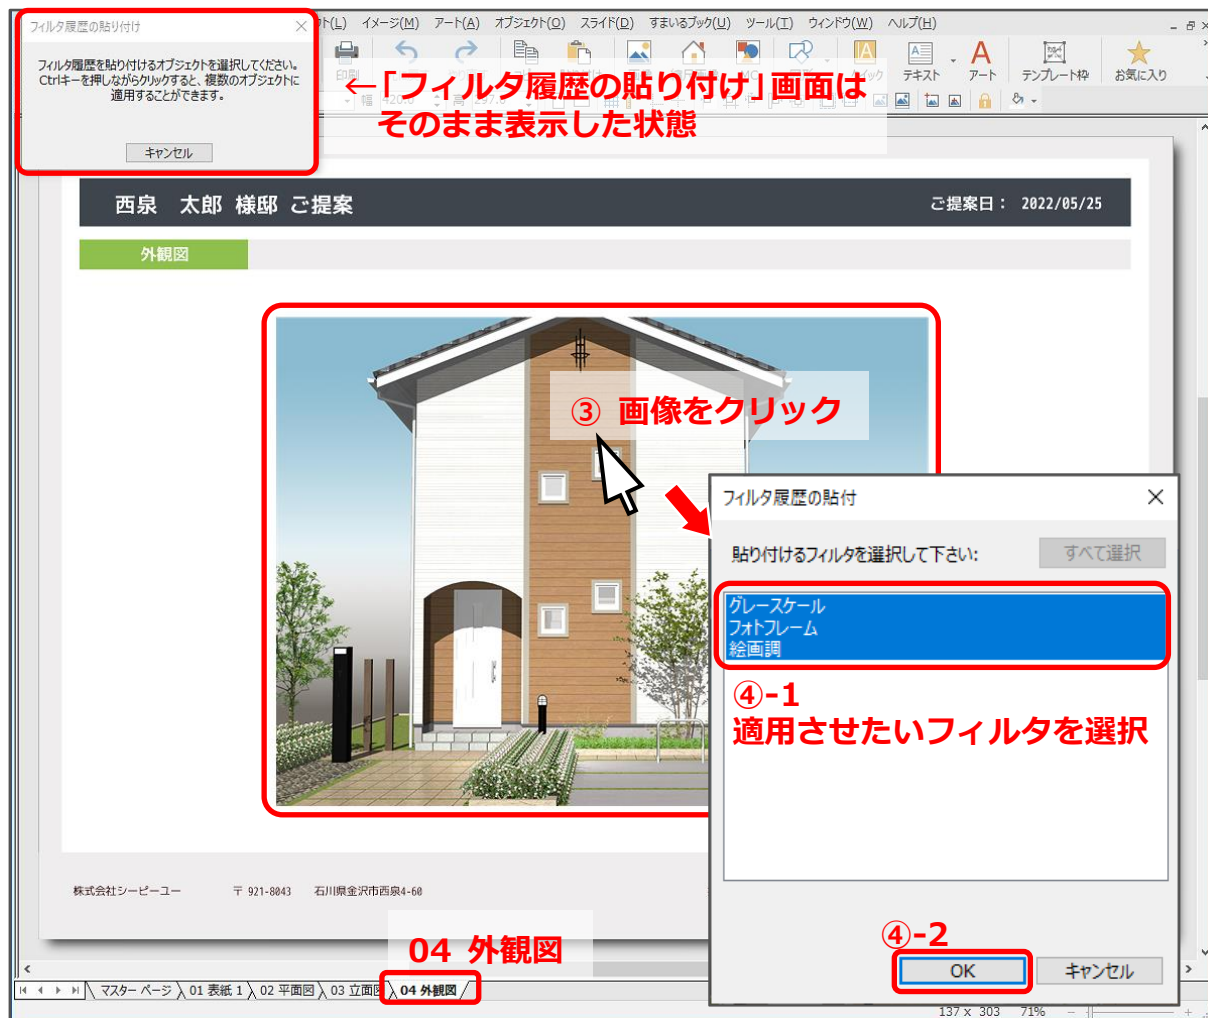 フィルタ履歴の貼り付け
フィルタ履歴を貼り付けるオブジェクトを選択してください。
Ctrlキーを押しながらクリックすると、複数のオブジェクトに
適用することができます。
キャンセル
ト(L) イメージ(M) アート(A) オブジェクト(O) スライド(D) すまいるブック(U) ツール(T) ウィンドウ(W) ヘルプ(H)
テキスト アート テンプレート枠 お気に入り
←「フィルタ履歴の貼り付け」画面は
そのまま表示した状態
西泉 太郎 様邸 ご提案
ご提案日： 2022/05/25
外観図
③ 画像をクリック
フィルタ履歴の貼付
貼り付けるフィルタを選択して下さい:
すべて選択
グレースケール
フォトフレーム
絵画調
④-1
適用させたいフィルタを選択
④-2
OK
キャンセル
株式会社シーピーユー 〒 921-8043 石川県金沢市西泉4-60
04 外観図
マスター ページ 01 表紙 1 02 平面図 03 立面図 04 外観図
137 x 303 71%